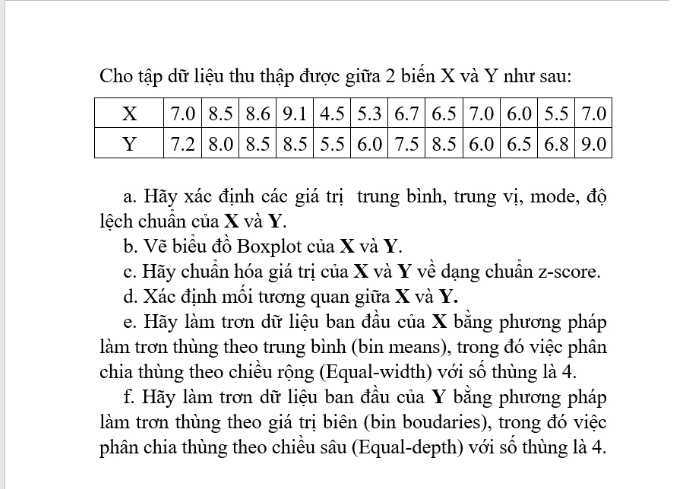 Cho tập dữ liệu thu thập được giữa 2 biến X và Y như sau:
X 7.0 8.5 8.6 9.1 4.5 5.3 6.7 6.5 7.0 6.0 5.5 7.0
Y 7.2 8.0 8.5 8.5 5.5 6.0 7.5 8.5 6.0 6.5 6.8 9.0
a. Hãy xác định các giá trị trung bình, trung vị, mode, độ
lệch chuẩn của X và Y.
b. Vẽ biểu đồ Boxplot của X và Y.
c. Hãy chuẩn hóa giá trị của X và Y về dạng chuẩn z-score.
d. Xác định mối tương quan giữa X và Y.
e. Hãy làm trơn dữ liệu ban đầu của X bằng phương pháp
làm trơn thùng theo trung bình (bin means), trong đó việc phân
chia thùng theo chiều rộng (Equal-width) với số thùng là 4.
f. Hãy làm trơn dữ liệu ban đầu của Y bằng phương pháp
làm trơn thùng theo giá trị biên (bin boudaries), trong đó việc
phân chia thùng theo chiều sâu (Equal-depth) với số thùng là 4.